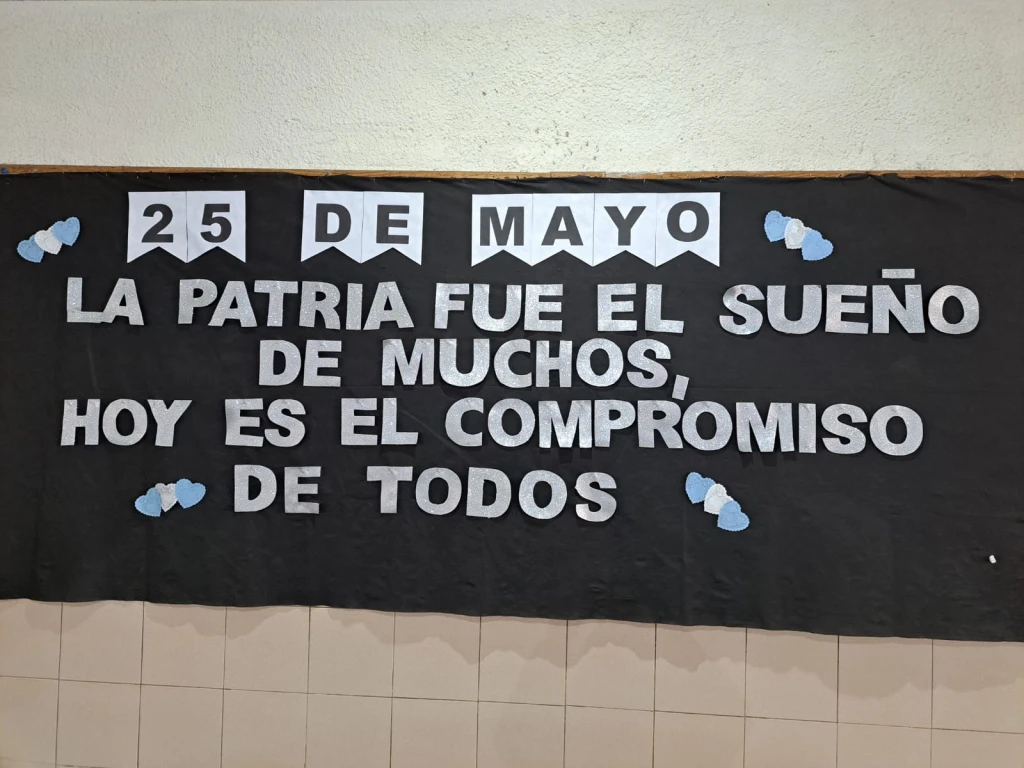 25 DE MAYO
LA PATRIA FUE EL SUEÑO
DE MUCHOS,
HOY ES EL COMPROMISO
DE TODOS